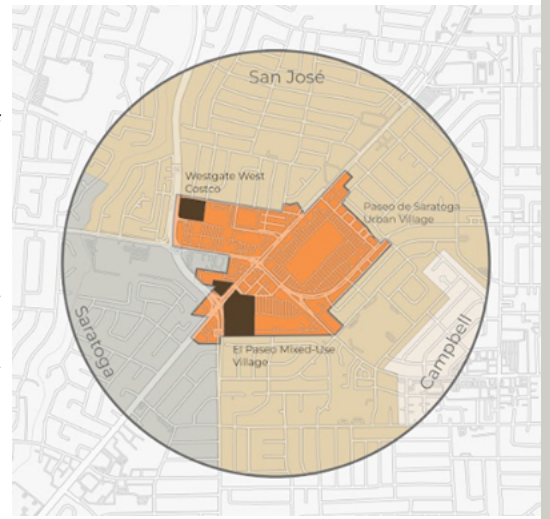 San José
Westgate West
Costco
Paseo de Saratoga
Urban Village
Saratoga
Campbell
El Paseo Mixed-Use
Village